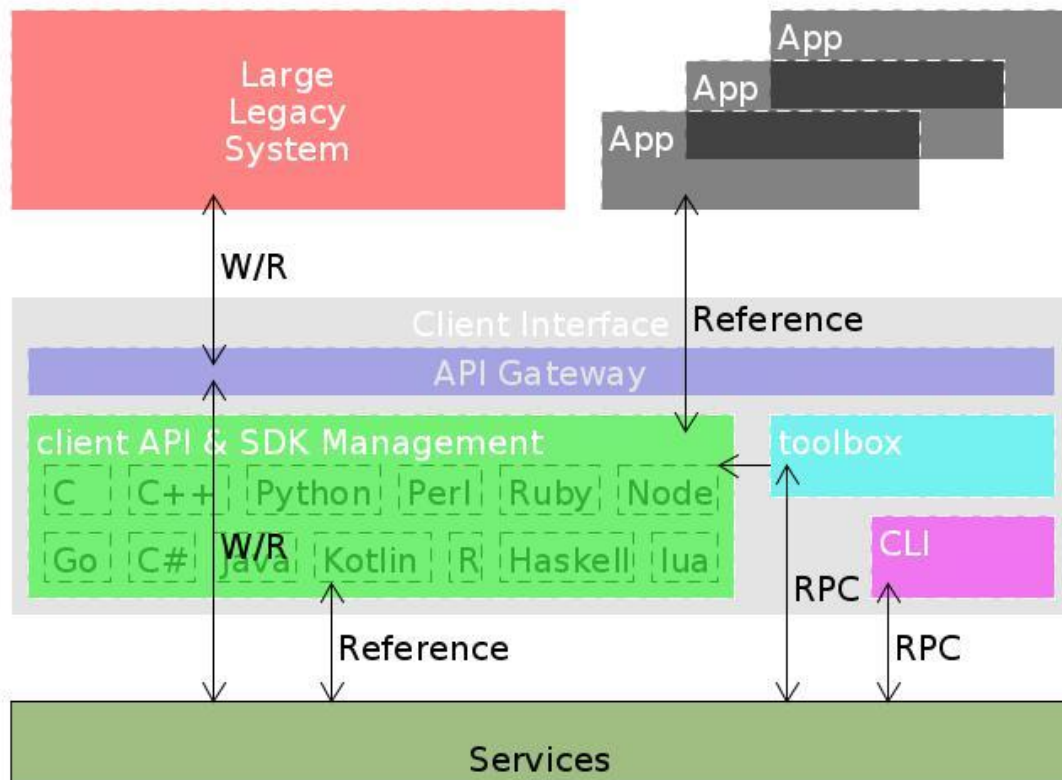 Large
Legacy
System
App
App
App
W/R
Reference
Client Interface
API Gateway
client API & SDK Management
toolbox
C C++ Python Perl Ruby Node
Go C# Java Kotlin R Haskell lua
W/R
CLI
RPC
Reference
RPC
Services